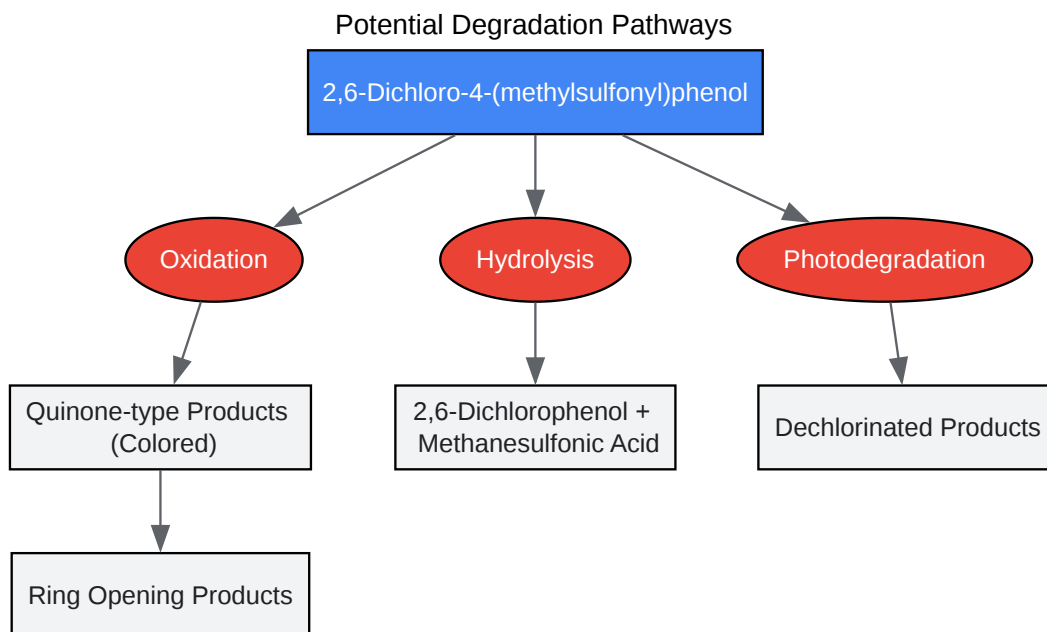 Potential Degradation Pathways
2,6-Dichloro-4-(methylsulfonyl)phenol
Oxidation
Hydrolysis
Photodegradation
Quinone-type Products
(Colored)
2,6-Dichlorophenol +
Methanesulfonic Acid
Dechlorinated Products
Ring Opening Products